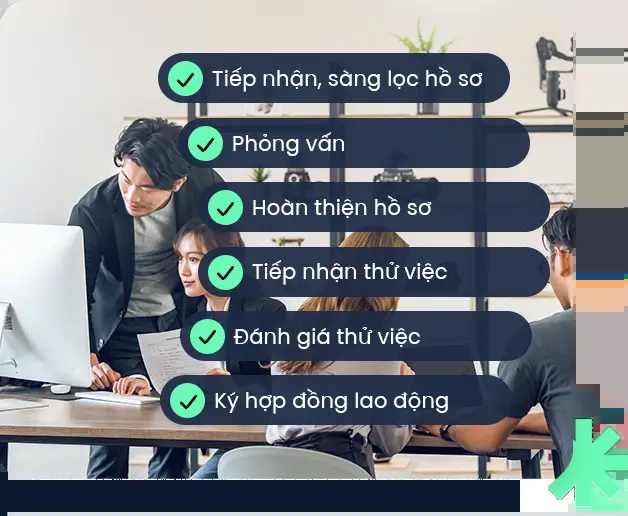 Tiếp nhận, sàng lọc hồ sơ
Phỏng vấn
Hoàn thiện hồ sơ
Tiếp nhận thử việc
Đánh giá thử việc
Ký hợp đồng lao động